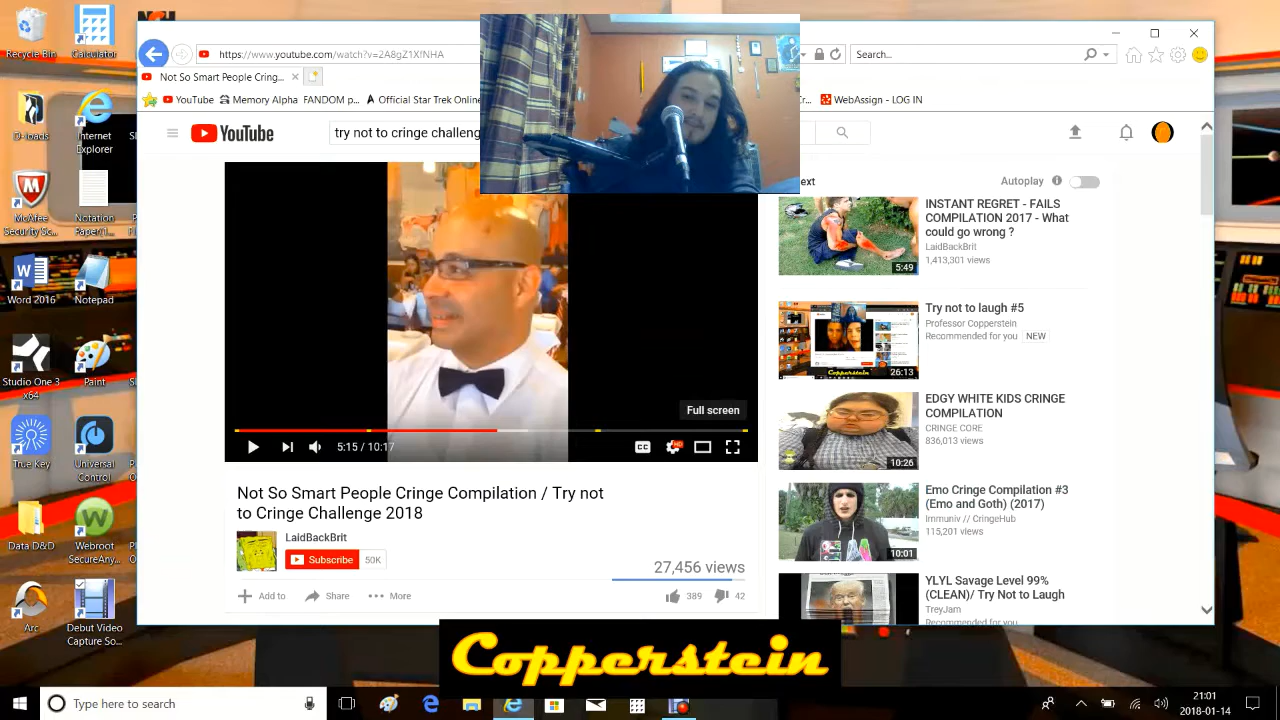 Recycle Bin
Calculator
D-loads
Internet
Explorer
McAfee
Notation
Word 2016
Notepad
Studio One 3
x64
Paint
True Key
Universal
Control
Data D&D
Webroot
SecureAny...
Arc
Debut Video
Capture So...
https://www.youtube.com/watch?v=2A8gZ1XfNHA
Search...
Not So Smart People Cring...
YouTube
Memory Alpha FANDOM p...
Official Star Trek Online
WebAssign - LOG IN
YouTube
try not to cringe challeng
ext
Autoplay
Full screen
5:15 / 10:17
CC
HD
Not So Smart People Cringe Compilation / Try not
to Cringe Challenge 2018
LaidBackBrit
Subscribe 50K
27,456 views
Add to Share More
389 42
INSTANT REGRET - FAILS
COMPILATION 2017 - What
could go wrong ?
LaidBackBrit
1,413,301 views
5:49
Try not to laugh #5
Professor Copperstein
Recommended for you NEW
26:13
EDGY WHITE KIDS CRINGE
COMPILATION
CRINGE CORE
836,013 views
10:26
Emo Cringe Compilation #3
(Emo and Goth) (2017)
Immuniv // CringeHub
115,201 views
10:01
YLYL Savage Level 99%
(CLEAN)/ Try Not to Laugh
TreyJam
Recommended for you
Copperstein
Type here to search
21:01
2018-01-14